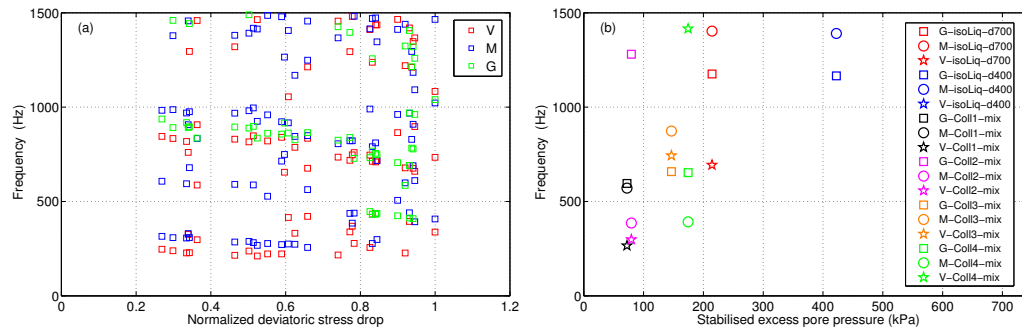 (a)
V
M
G
1500
1000
500
0
Frequency (Hz)
0 0.2 0.4 0.6 0.8 1 1.2
Normalized deviatoric stress drop
(b)
1500
1000
500
0
Frequency (Hz)
0 100 200 300 400 500 600 700
Stabilised excess pore pressure (kPa)
G-isoLiq-d700
M-isoLiq-d700
V-isoLiq-d700
G-isoLiq-d400
M-isoLiq-d400
V-isoLiq-d400
G-Coll1-mix
M-Coll1-mix
V-Coll1-mix
G-Coll2-mix
M-Coll2-mix
V-Coll2-mix
G-Coll3-mix
M-Coll3-mix
V-Coll3-mix
G-Coll4-mix
M-Coll4-mix
V-Coll4-mix